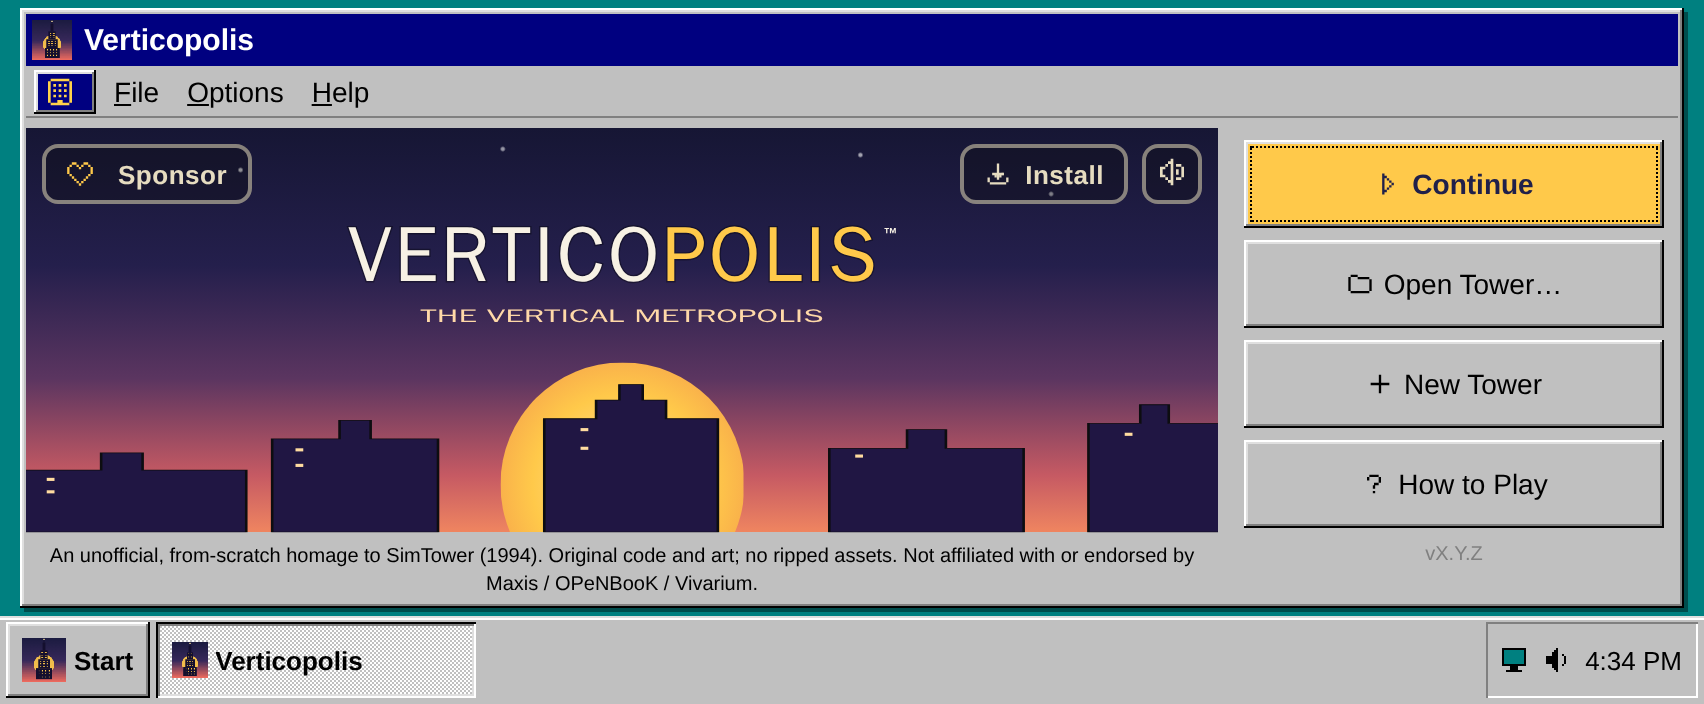 Verticopolis
File Options Help
Sponsor
Install
VERTICOPOLIS™
THE VERTICAL METROPOLIS
An unofficial, from-scratch homage to SimTower (1994). Original code and art; no ripped assets. Not affiliated with or endorsed by
Maxis / OPeNBooK / Vivarium.
Continue
Open Tower…
New Tower
? How to Play
vX.Y.Z
Start
Verticopolis
4:34 PM